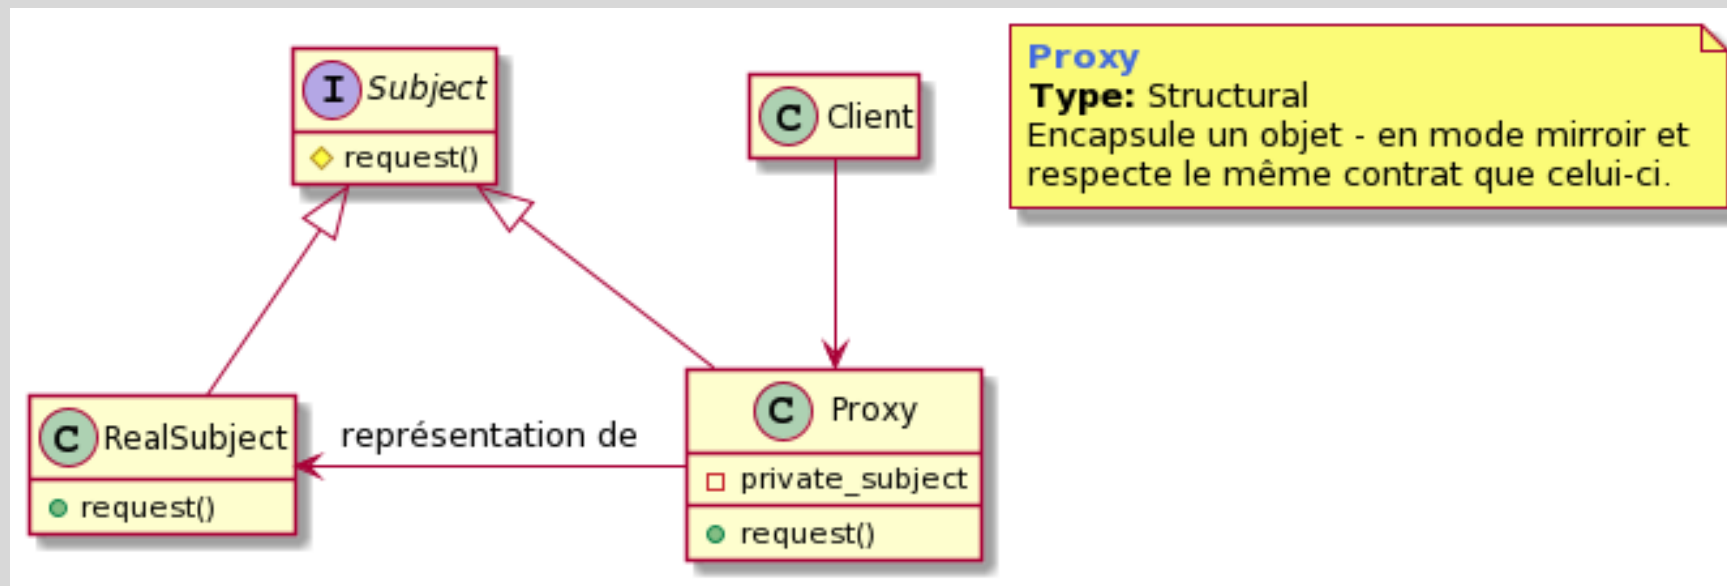 I Subject
request()
C Client
Proxy
Type: Structural
Encapsule un objet - en mode mirroir et
respecte le même contrat que celui-ci.
C RealSubject
request()
représentation de
C Proxy
private_subject
request()